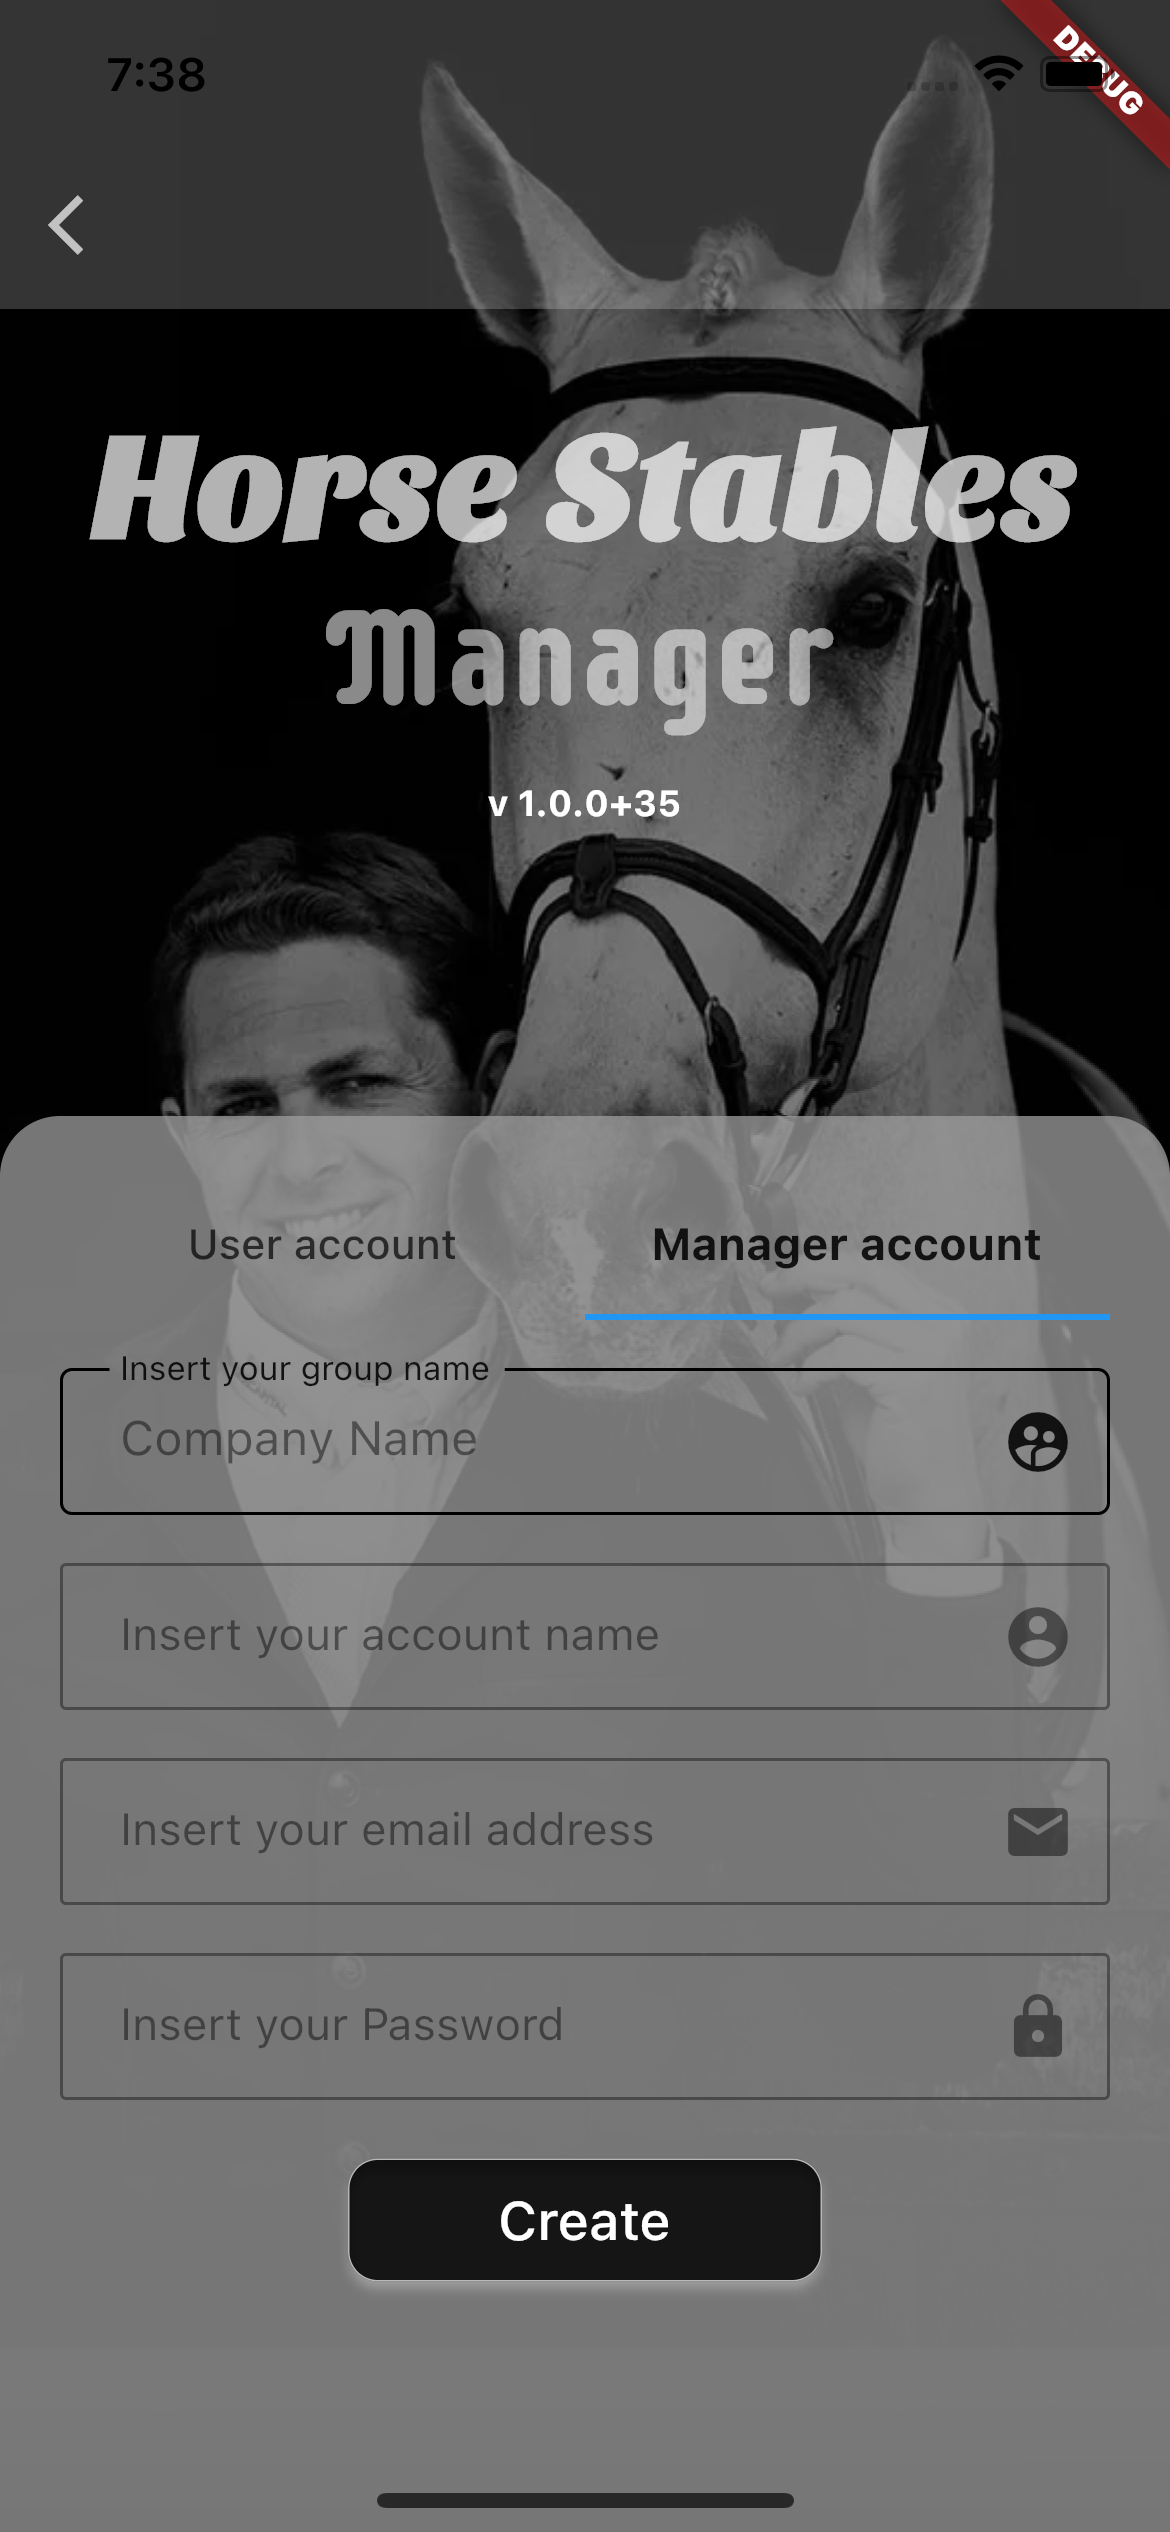 7:38
DEBUG
Horse Stables
Manager
v 1.0.0+35
User account
Manager account
Insert your group name
Company Name
Insert your account name
Insert your email address
Insert your Password
Create